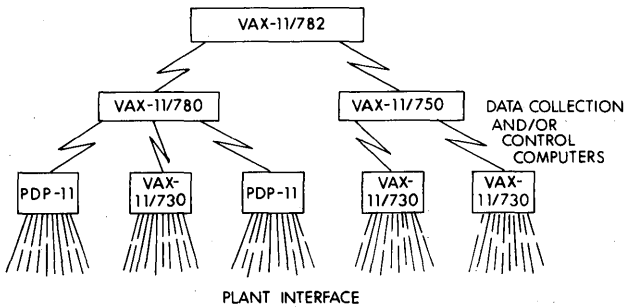 VAX-11/782
VAX-11/780
VAX-11/750
DATA COLLECTION
AND/OR
CONTROL
COMPUTERS
PDP-11
VAX-
11/730
PDP-11
VAX-
11/730
VAX-
11/730
PLANT INTERFACE